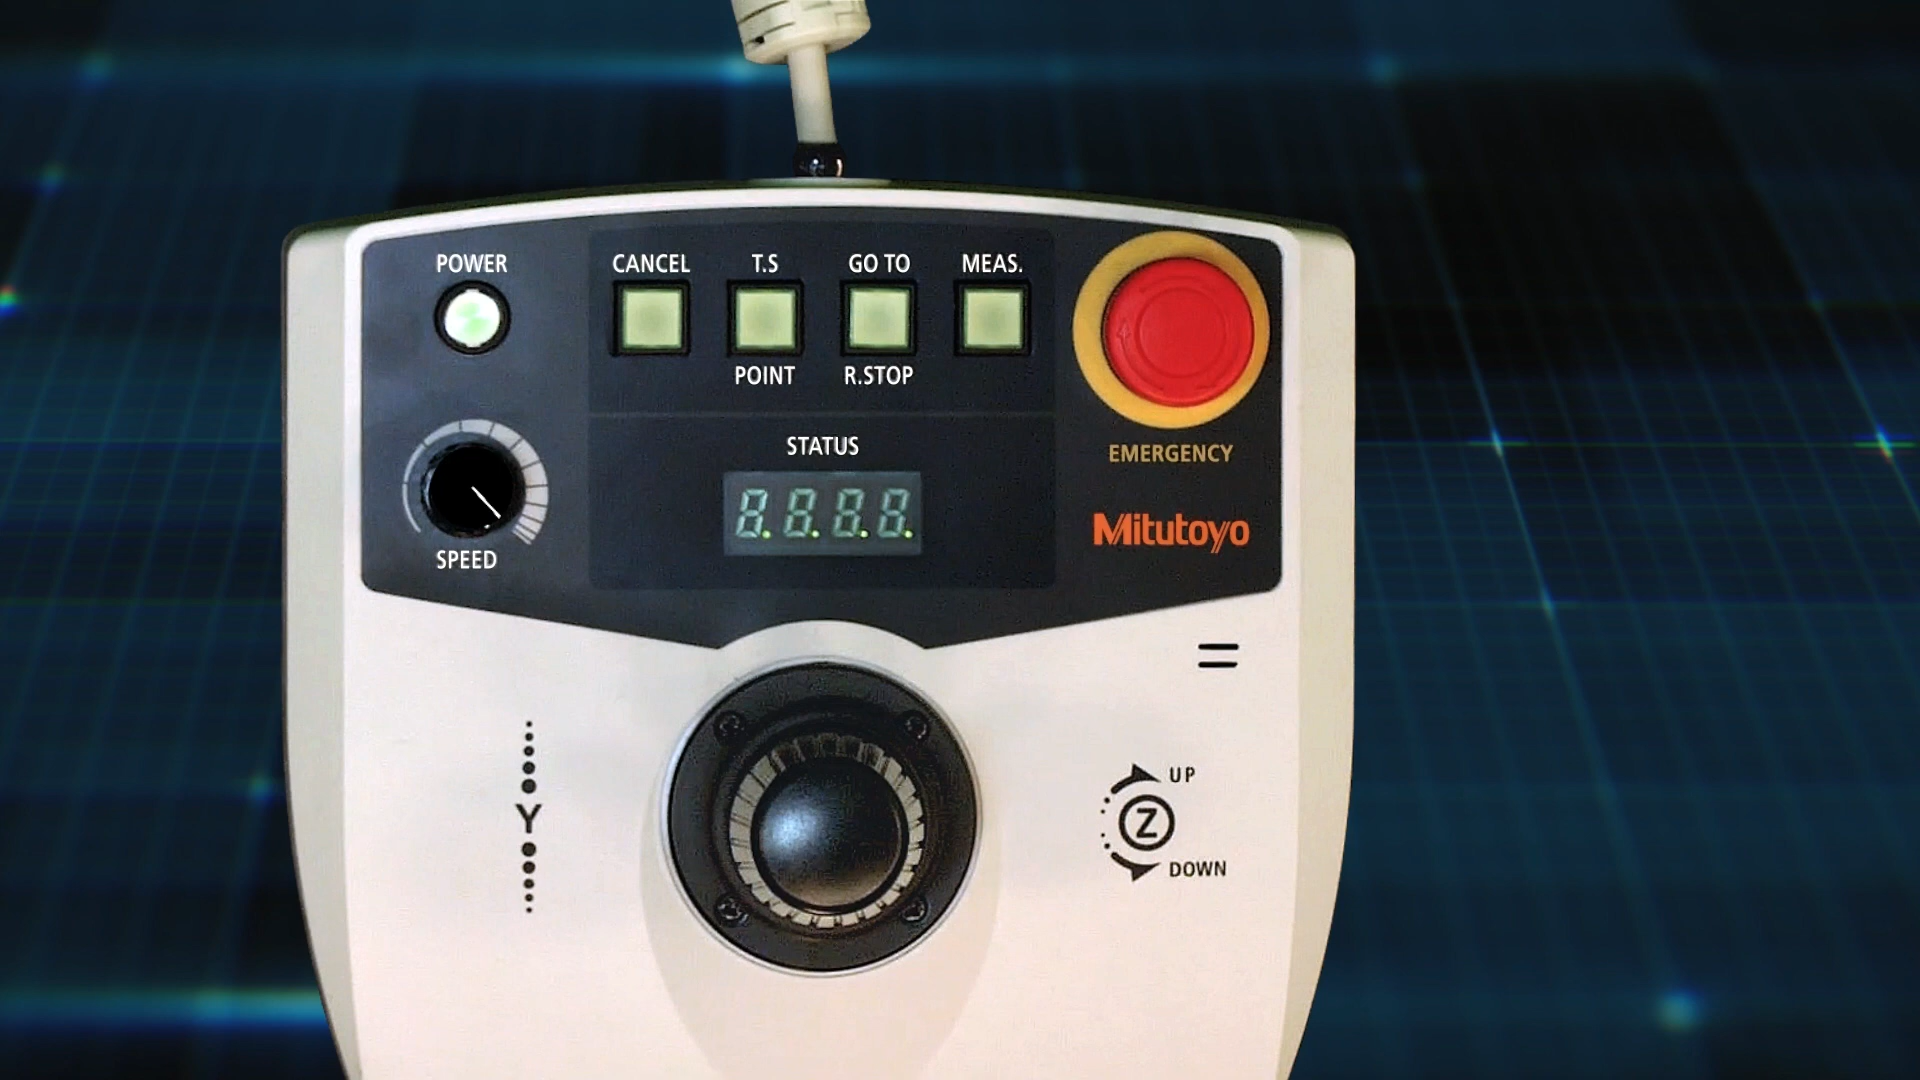 POWER
CANCEL
T.S
GO TO
MEAS.
POINT
R.STOP
STATUS
8.8.8.8.
EMERGENCY
Mitutoyo
SPEED
Y
UP
Z
DOWN